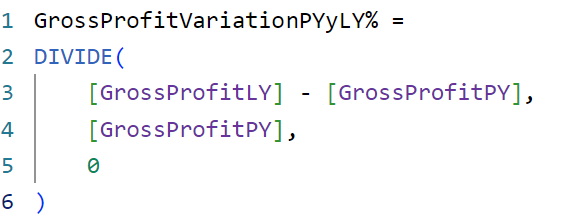 1 GrossProfitVariationPYyLY% =
2 DIVIDE(
3 [GrossProfitLY] - [GrossProfitPY],
4 [GrossProfitPY],
5 0
6 )